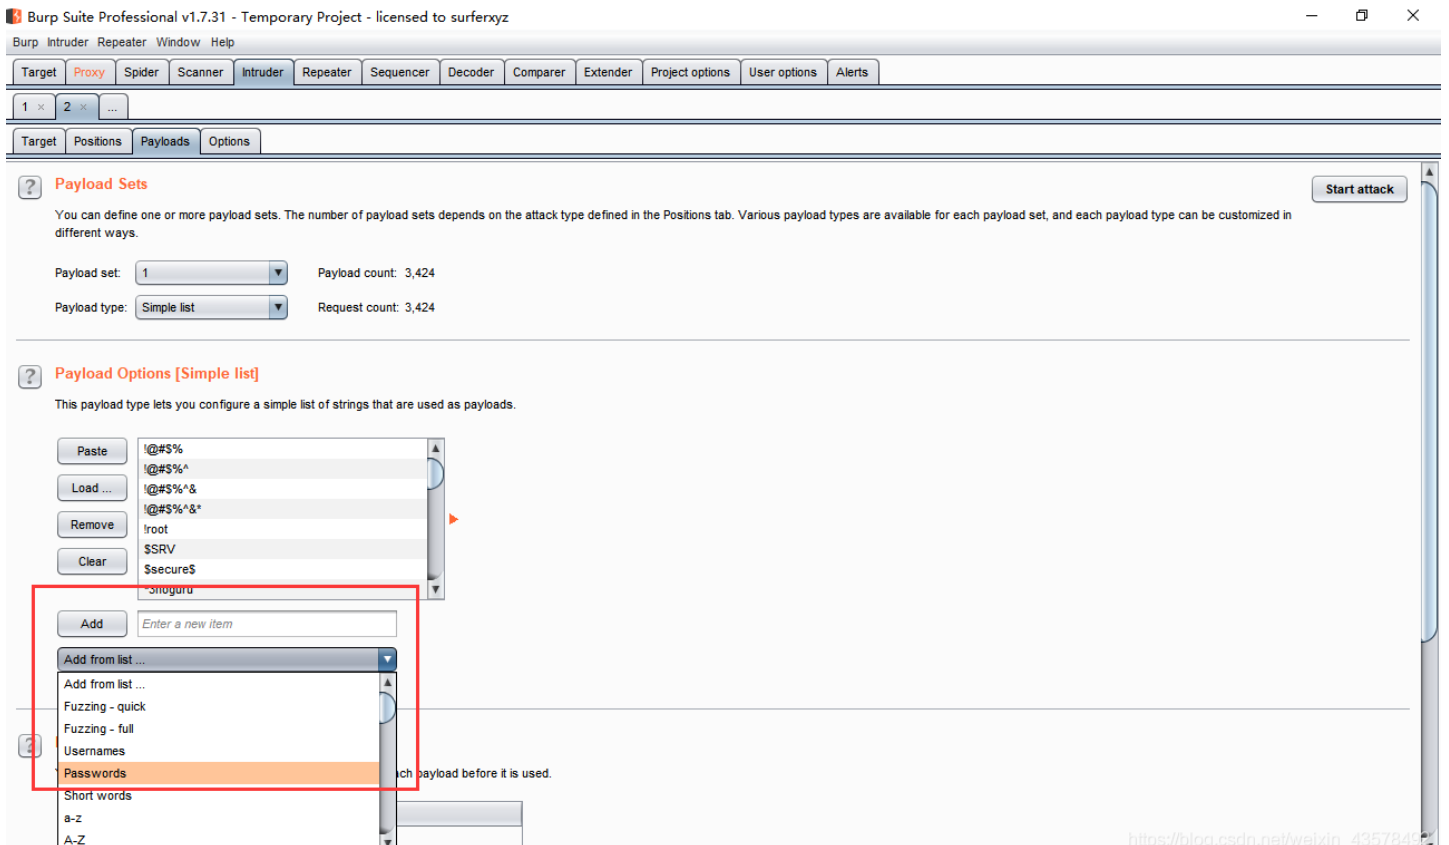 Burp Suite Professional v1.7.31 - Temporary Project - licensed to surferxyz
Burp Intruder Repeater Window Help
Target Proxy Spider Scanner Intruder Repeater Sequencer Decoder Comparer Extender Project options User options Alerts
1 × 2 × ...
Target Positions Payloads Options
? Payload Sets
Start attack
You can define one or more payload sets. The number of payload sets depends on the attack type defined in the Positions tab. Various payload types are available for each payload set, and each payload type can be customized in
different ways.
Payload set: 1 Payload count: 3,424
Payload type: Simple list Request count: 3,424
? Payload Options [Simple list]
This payload type lets you configure a simple list of strings that are used as payloads.
Paste
Load ...
Remove
Clear
!@#$%
!@#$%^
!@#$%^&
!@#$%^&*
!root
$SRV
$secure$
*3noguru
Add Enter a new item
Add from list ...
Add from list ...
Fuzzing - quick
Fuzzing - full
Usernames
Passwords
Short words
a-z
A-Z
?
payload before it is used.